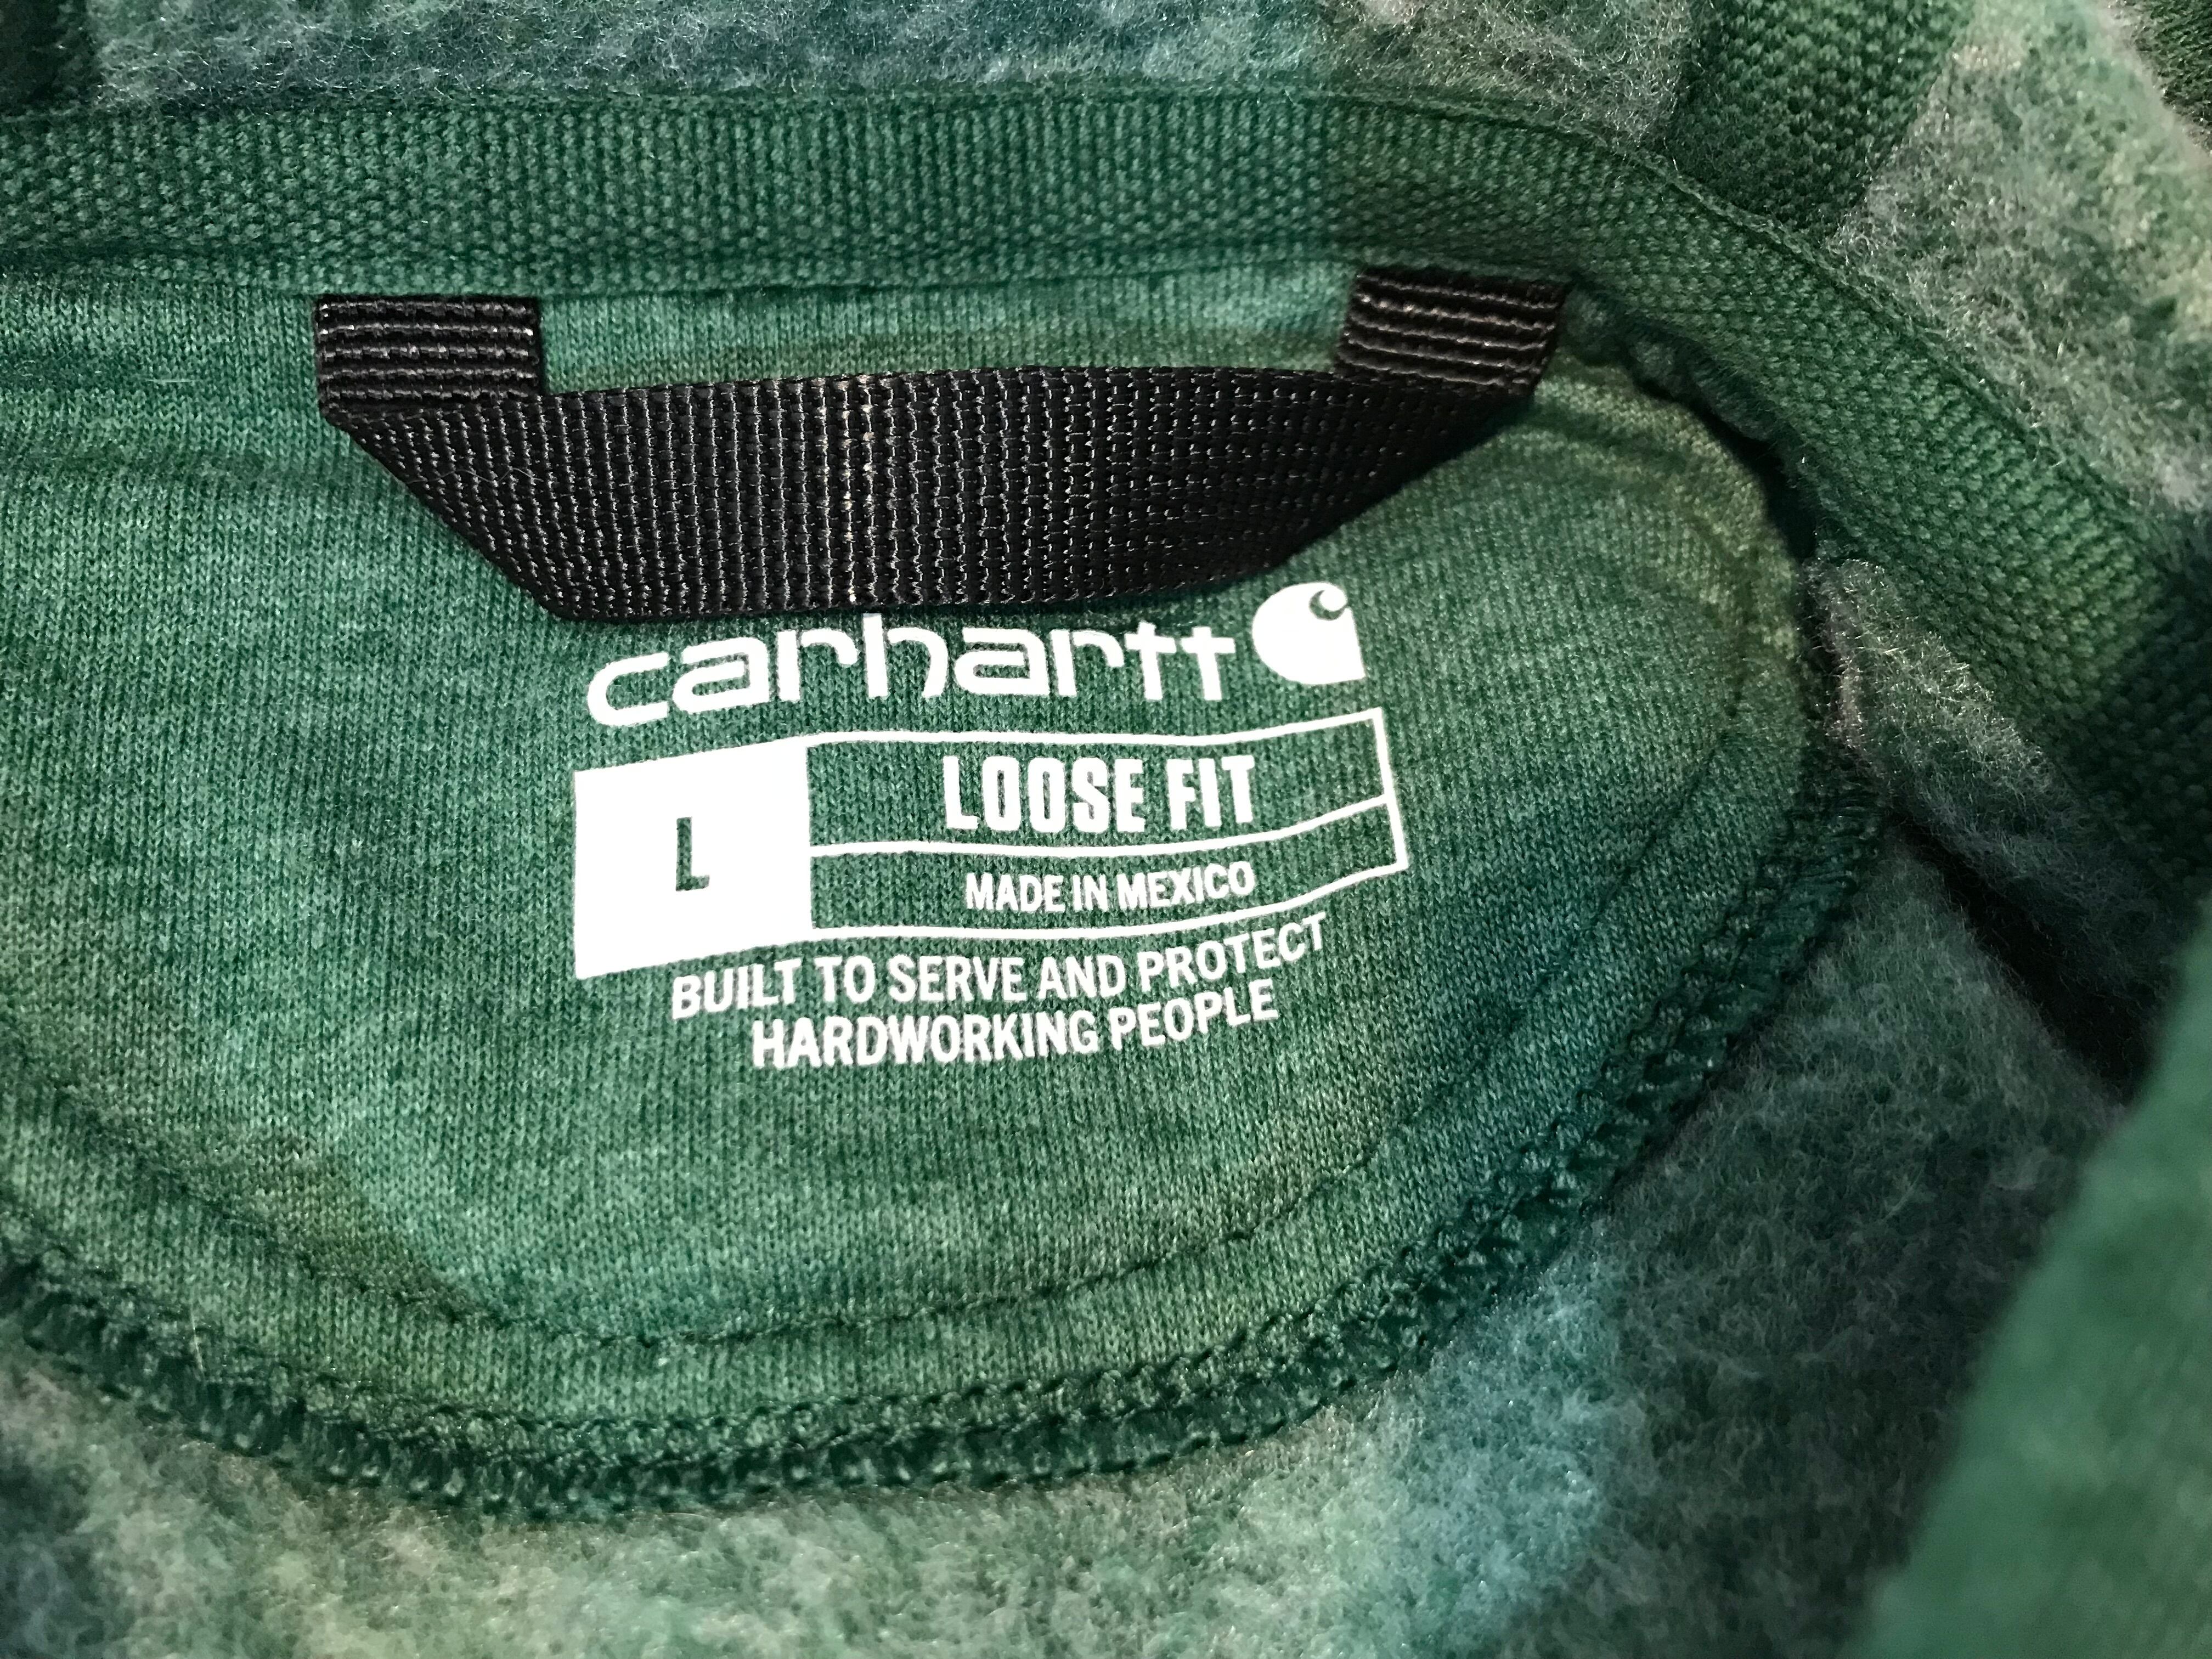 carhartt
L
LOOSE FIT
MADE IN MEXICO
BUILT TO SERVE AND PROTECT
HARDWORKING PEOPLE